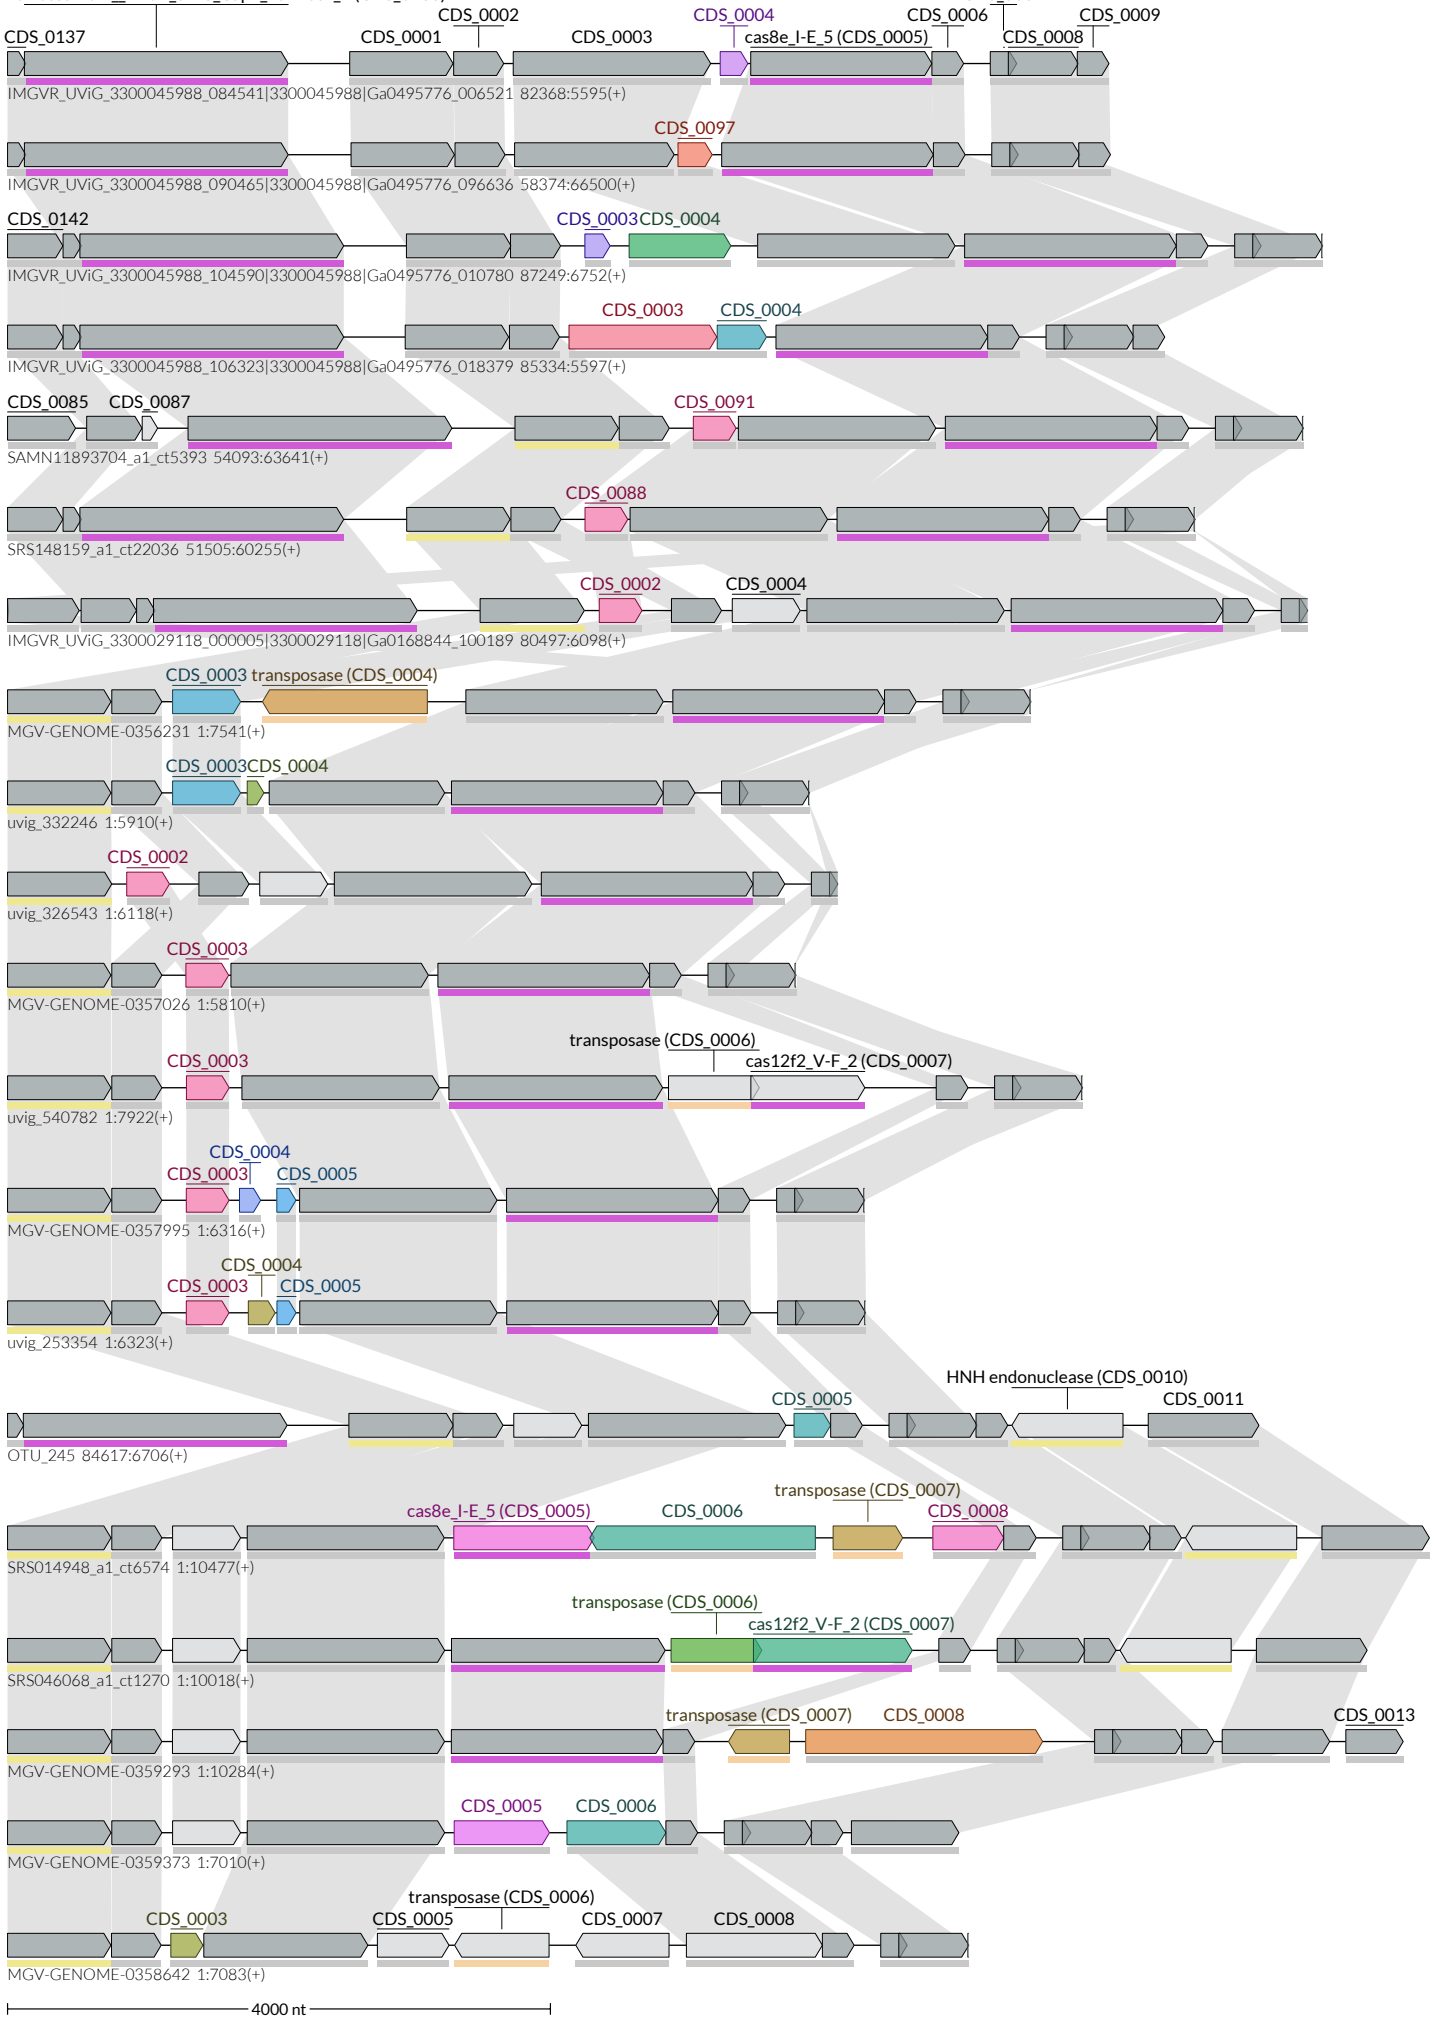 CDS_0002 CDS_0004 CDS_0006 CDS_0009
CDS_0137 CDS_0001 CDS_0003 cas8e_I-E_5 (CDS_0005) CDS_0008
IMGVR_UViG_3300045988_084541|3300045988|Ga0495776_006521 82368:5595(+)
CDS_0097
IMGVR_UViG_3300045988_090465|3300045988|Ga0495776_096636 58374:66500(+)
CDS_0142 CDS_0003 CDS_0004
IMGVR_UViG_3300045988_104590|3300045988|Ga0495776_010780 87249:6752(+)
CDS_0003 CDS_0004
IMGVR_UViG_3300045988_106323|3300045988|Ga0495776_018379 85334:5597(+)
CDS_0085 CDS_0087 CDS_0091
SAMN11893704_a1_ct5393 54093:63641(+)
CDS_0088
SRS148159_a1_ct22036 51505:60255(+)
CDS_0002 CDS_0004
IMGVR_UViG_3300029118_000005|3300029118|Ga0168844_100189 80497:6098(+)
CDS_0003 transposase (CDS_0004)
MGV-GENOME-0356231 1:7541(+)
CDS_0003 CDS_0004
uvig_332246 1:5910(+)
CDS_0002
uvig_326543 1:6118(+)
CDS_0003
MGV-GENOME-0357026 1:5810(+)
transposase (CDS_0006)
CDS_0003 cas12f2_V-F_2 (CDS_0007)
uvig_540782 1:7922(+)
CDS_0004
CDS_0003 CDS_0005
MGV-GENOME-0357995 1:6316(+)
CDS_0004
CDS_0003 CDS_0005
uvig_253354 1:6323(+)
HNH endonuclease (CDS_0010)
CDS_0005 CDS_0011
OTU_245 84617:6706(+)
transposase (CDS_0007)
cas8e_I-E_5 (CDS_0005) CDS_0006 CDS_0008
SRS014948_a1_ct6574 1:10477(+)
transposase (CDS_0006)
cas12f2_V-F_2 (CDS_0007)
SRS046068_a1_ct1270 1:10018(+)
transposase (CDS_0007) CDS_0008 CDS_0013
MGV-GENOME-0359293 1:10284(+)
CDS_0005 CDS_0006
MGV-GENOME-0359373 1:7010(+)
transposase (CDS_0006)
CDS_0003 CDS_0005 CDS_0007 CDS_0008
MGV-GENOME-0358642 1:7083(+)
4000 nt